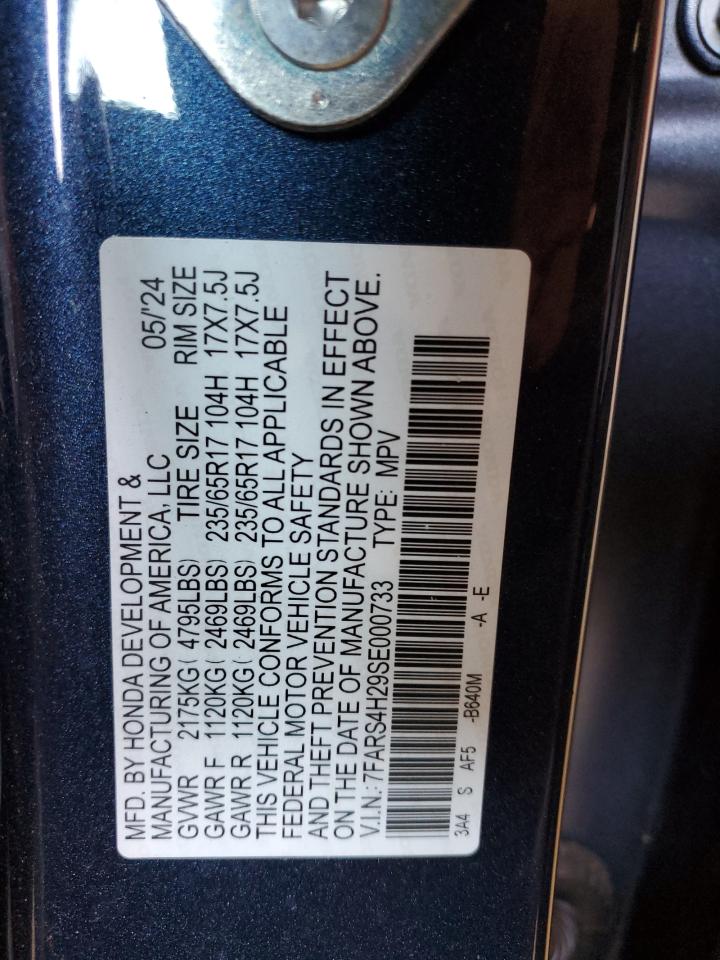 MFD. BY HONDA DEVELOPMENT &
MANUFACTURING OF AMERICA, LLC 05/'24
GVWR 2175KG( 4795LBS) TIRE SIZE RIM SIZE
GAWR F 1120KG( 2469LBS) 235/65R17 104H 17X7.5J
GAWR R 1120KG( 2469LBS) 235/65R17 104H 17X7.5J
THIS VEHICLE CONFORMS TO ALL APPLICABLE
FEDERAL MOTOR VEHICLE SAFETY
AND THEFT PREVENTION STANDARDS IN EFFECT
ON THE DATE OF MANUFACTURE SHOWN ABOVE.
V.I.N.: 7FARS4H29SE000733 TYPE: MPV
3A4 S AF5 -B640M -A -E